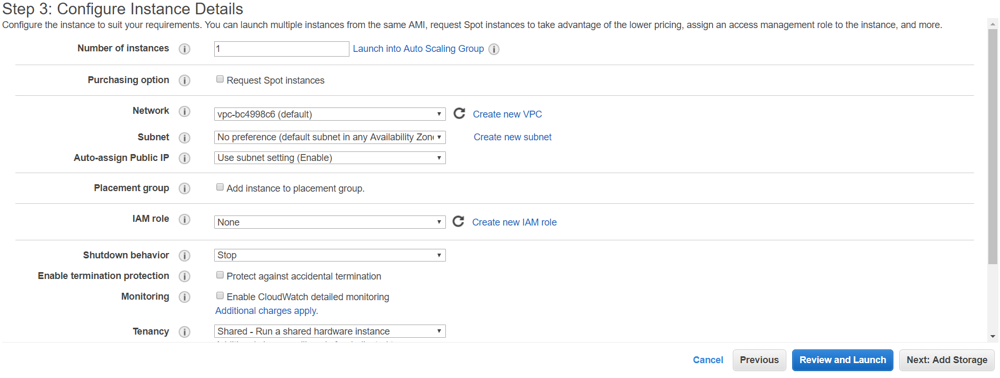 Step 3: Configure Instance Details
Configure the instance to suit your requirements. You can launch multiple instances from the same AMI, request Spot instances to take advantage of the lower pricing, assign an access management role to the instance, and more.
Number of instances 1 Launch into Auto Scaling Group
Purchasing option Request Spot instances
Network vpc-bc4998c6 (default) Create new VPC
Subnet No preference (default subnet in any Availability Zone Create new subnet
Auto-assign Public IP Use subnet setting (Enable)
Placement group Add instance to placement group.
IAM role None Create new IAM role
Shutdown behavior Stop
Enable termination protection Protect against accidental termination
Monitoring Enable CloudWatch detailed monitoring
Additional charges apply.
Tenancy Shared - Run a shared hardware instance
Cancel Previous Review and Launch Next: Add Storage